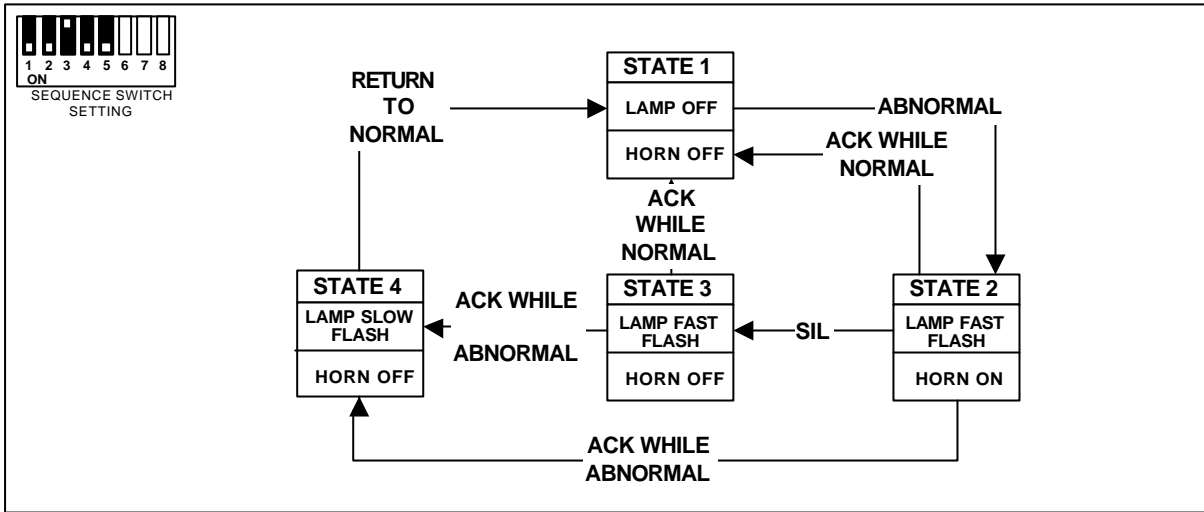 1 2 3 4 5 6 7 8
ON
SEQUENCE SWITCH
SETTING
RETURN
TO
NORMAL
STATE 1
LAMP OFF
HORN OFF
ABNORMAL
ACK WHILE
NORMAL
ACK
WHILE
NORMAL
STATE 4
LAMP SLOW
FLASH
HORN OFF
ACK WHILE
ABNORMAL
STATE 3
LAMP FAST
FLASH
HORN OFF
SIL
STATE 2
LAMP FAST
FLASH
HORN ON
ACK WHILE
ABNORMAL